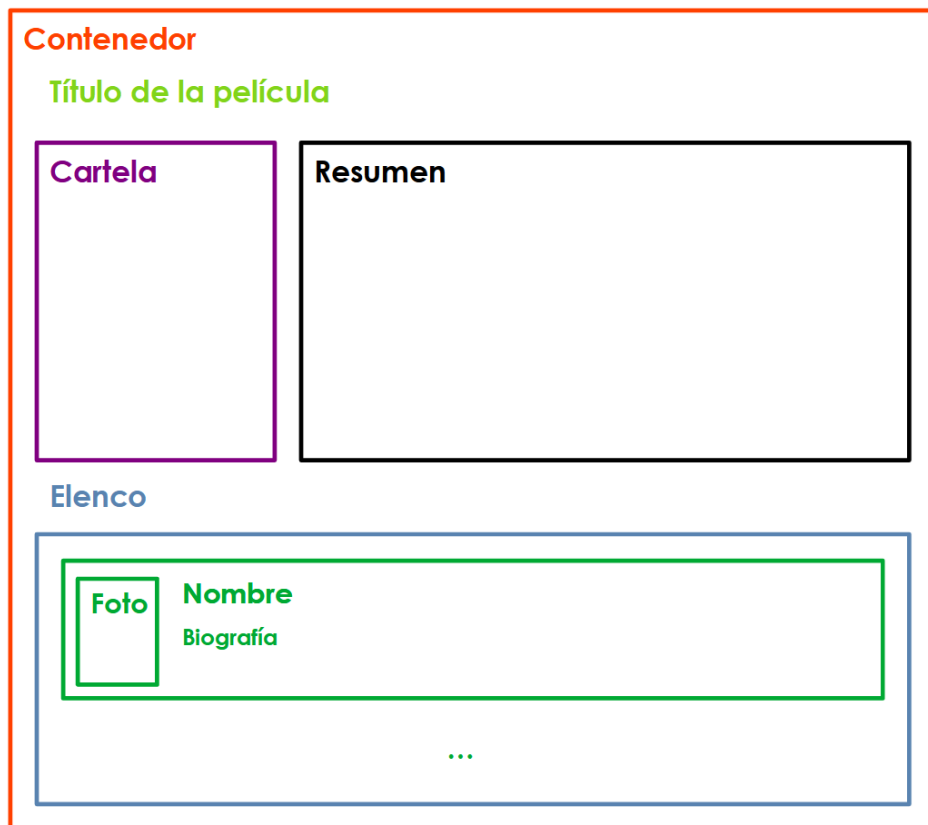 Contenedor
Título de la película
Cartela
Resumen
Elenco
Foto
Nombre
Biografía
...